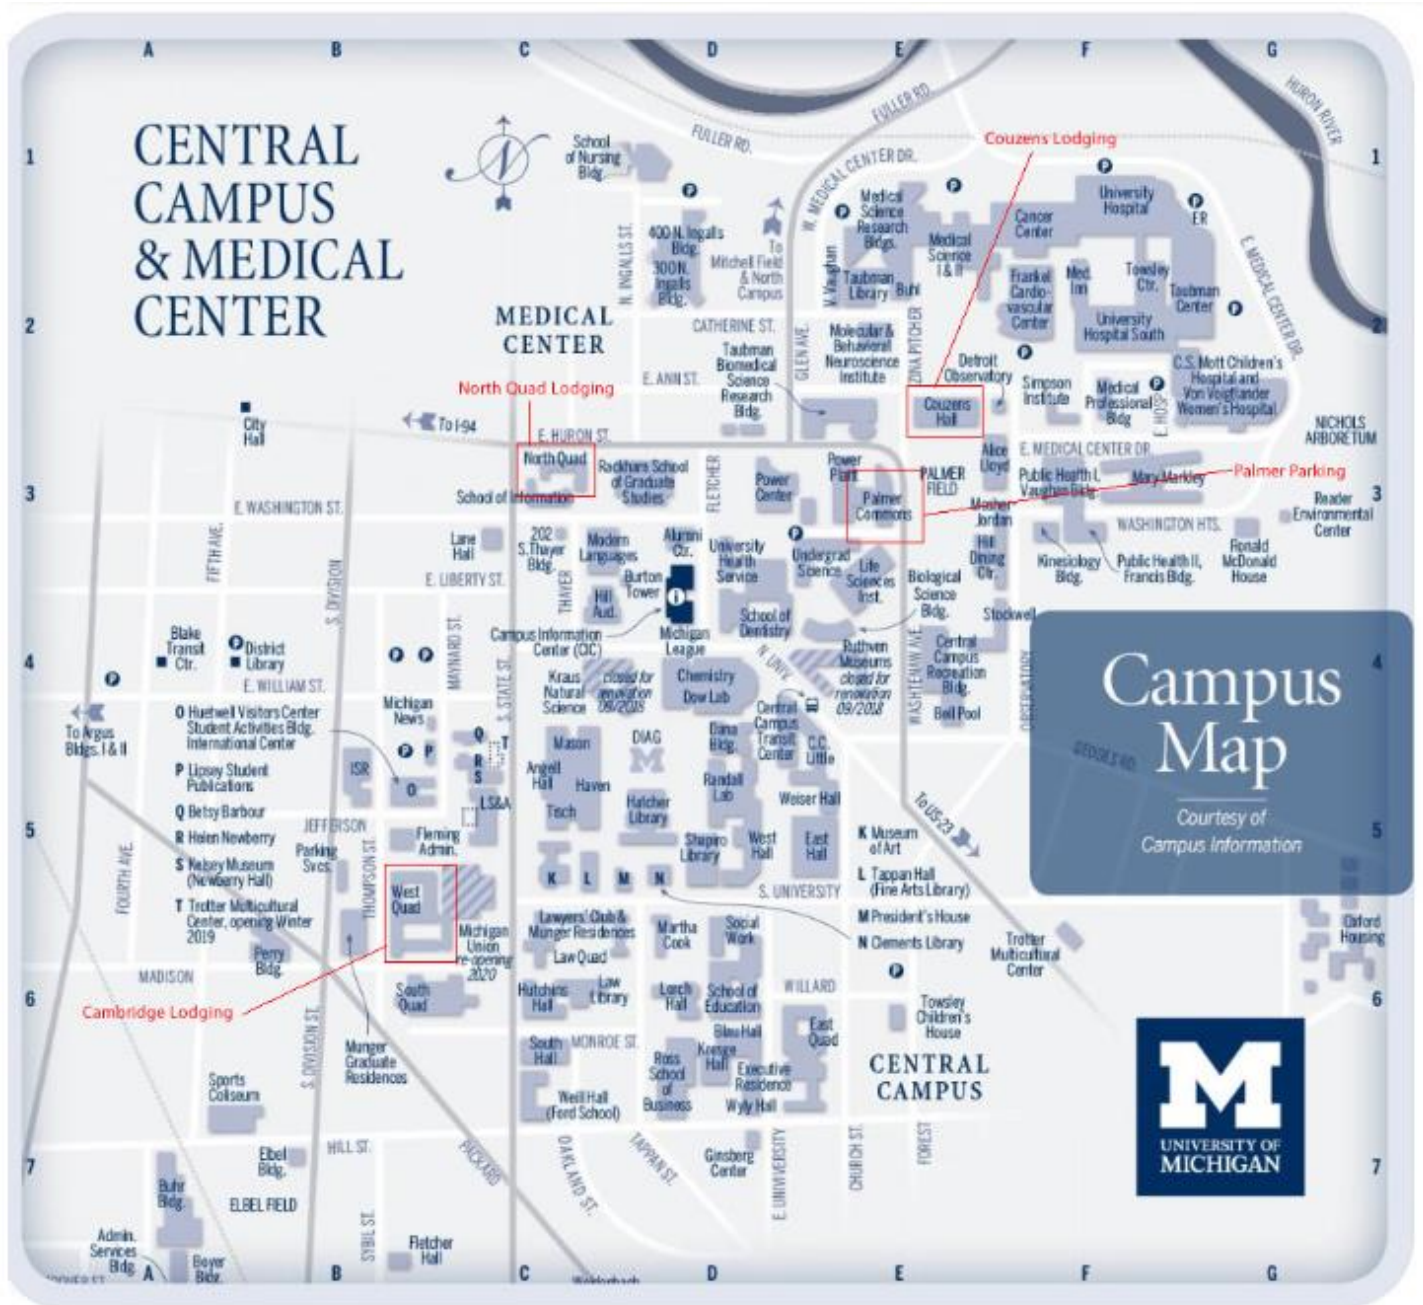 A B C D E F G
CENTRAL
CAMPUS
& MEDICAL
CENTER
1
1
HURON RIVER
FULLER RD.
FULLER RD.
Couzens Lodging
School
of Nursing
Bldg.
W. MEDICAL CENTER DR.
University
Hospital
ER
Medical
Science
Research
Bldgs.
Cancer
Center
400 N. Ingalls
Bldg.
300 N.
Ingalls
Bldg.
N. INGALLS ST.
To
Mitchell Field
& North
Campus
Medical
Science
I & II
E. MEDICAL CENTER DR.
V. Vaughan
Taubman
Library
Buhl
Frankel
Cardio-
vascular
Center
Med.
Inn
Towsley
Ctr.
Taubman
Center
University
Hospital South
2
2
MEDICAL
CENTER
CATHERINE ST.
GLEN AVE.
ZINA PITCHER
Molecular &
Behavioral
Neuroscience
Institute
Taubman
Biomedical
Science
Research
Bldg.
Detroit
Observatory
C.S. Mott Children's
Hospital and
Von Voigtlander
Women's Hospital
E. ANN ST.
North Quad Lodging
Couzens
Hall
Simpson
Institute
Medical
Professional
Bldg
E. HOSP
NICHOLS
ARBORETUM
City
Hall
To I-94
E. HURON ST.
E. MEDICAL CENTER DR.
North Quad
School of Information
Rackham School
of Graduate
Studies
FLETCHER
Power
Center
Power
Plant
Palmer
Commons
PALMER
FIELD
Alice
Lloyd
Public Health I,
Vaughan Bldg.
Mary Markley
Palmer Parking
3
3
E. WASHINGTON ST.
Mosher
Jordan
WASHINGTON HTS.
Reader
Environmental
Center
Lane
Hall
202
S. Thayer
Bldg.
Modern
Languages
Alumni
Ctr.
University
Health
Service
Undergrad
Science
Life
Sciences
Inst.
Hill
Dining
Ctr.
Kinesiology
Bldg.
Public Health II,
Francis Bldg.
Ronald
McDonald
House
FIFTH AVE.
S. DIVISION
E. LIBERTY ST.
THAYER
Burton
Tower
Hill
Aud.
Biological
Science
Bldg.
School of
Dentistry
Stockwell
Campus Information
Center (CIC)
Michigan
League
Blake
Transit
Ctr.
District
Library
MAYNARD ST.
S. STATE ST.
N. UNIV.
Ruthven
Museums
closed for
renovation
09/2018
WASHTENAW AVE.
Central
Campus
Recreation
Bldg.
Bell Pool
OBSERVATORY
4
4
Campus
Map
Courtesy of
Campus Information
Kraus
Natural
Science
closed for
renovation
09/2018
Chemistry
Dow Lab
E. WILLIAM ST.
To Argus
Bldgs. I & II
O Huetwell Visitors Center
Student Activities Bldg.
International Center
P Lipsey Student
Publications
Q Betsy Barbour
R Helen Newberry
S Kelsey Museum
(Newberry Hall)
T Trotter Multicultural
Center, opening Winter
2019
Michigan
News
P
O
Q
R
S
T
ISR
LS&A
Mason
Angell
Hall
Haven
Tisch
DIAG
M
Hatcher
Library
Dana
Bldg.
Randall
Lab
Central
Campus
Transit
Center
C.C.
Little
Weiser Hall
GEDDES RD.
To US-23
5
5
JEFFERSON
Fleming
Admin.
Parking
Svcs.
THOMPSON ST.
FOURTH AVE.
Shapiro
Library
West
Hall
East
Hall
K Museum
of Art
L Tappan Hall
(Fine Arts Library)
M President's House
N Clements Library
K L M N
S. UNIVERSITY
West
Quad
Michigan
Union
re-opening
2020
Lawyers' Club &
Munger Residences
Law Quad
Martha
Cook
Social
Work
Trotter
Multicultural
Center
Oxford
Housing
Perry
Bldg.
MADISON
6
6
Cambridge Lodging
South
Quad
Hutchins
Hall
Law
Library
Lorch
Hall
School of
Education
WILLARD
Towsley
Children's
House
S. DIVISION ST.
Munger
Graduate
Residences
South
Hall
MONROE ST.
Blau Hall
Kresge
Hall
East
Quad
Ross
School
of
Business
Executive
Residence
Wyly Hall
CENTRAL
CAMPUS
Sports
Coliseum
Weill Hall
(Ford School)
M
UNIVERSITY OF
MICHIGAN
7
7
HILL ST.
PACKARD
OAKLAND ST.
TAPPAN ST.
Ginsberg
Center
E. UNIVERSITY
CHURCH ST.
FOREST
Elbel
Bldg.
Buhr
Bldg.
ELBEL FIELD
SYBIL ST.
Fletcher
Hall
Admin.
Services
Bldg.
Boyer
Bldg.
A B C D E F G